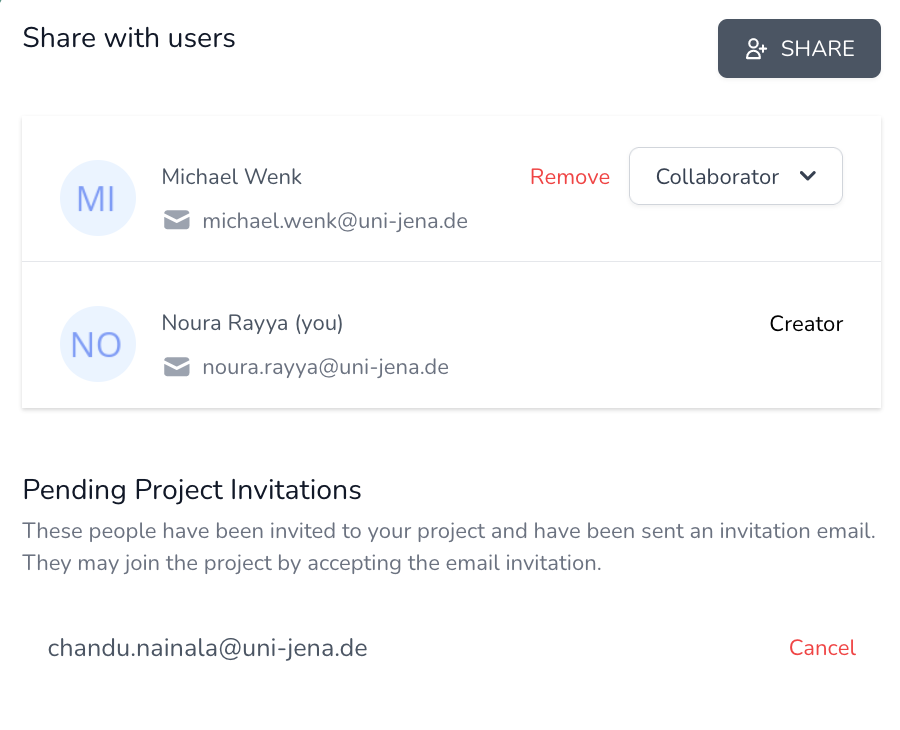 Share with users
SHARE
MI
Michael Wenk
Remove
Collaborator
michael.wenk@uni-jena.de
NO
Noura Rayya (you)
Creator
noura.rayya@uni-jena.de
Pending Project Invitations
These people have been invited to your project and have been sent an invitation email.
They may join the project by accepting the email invitation.
chandu.nainala@uni-jena.de
Cancel